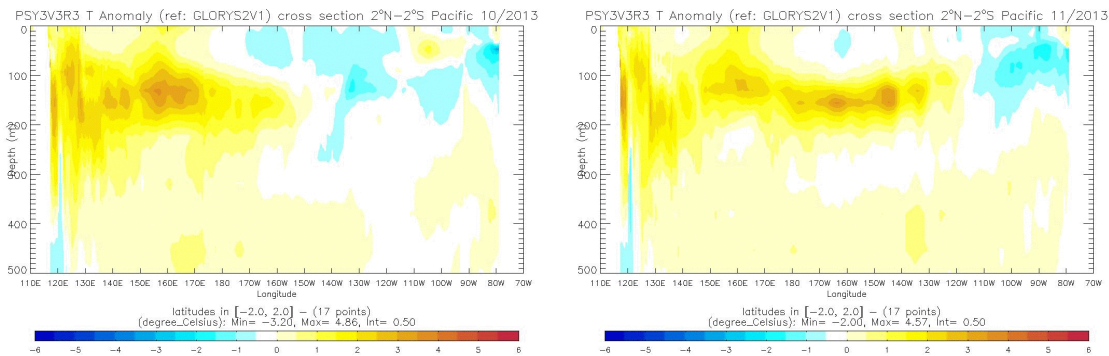 PSY3V3R3 T Anomaly (ref: GLORYS2V1) cross section 2°N-2°S Pacific 10/2013
0
100
200
300
400
500
Depth (m)
110E 120E 130E 140E 150E 160E 170E 180W 170W 160W 150W 140W 130W 120W 110W 100W 90W 80W 70W
Longitude
latitudes in [-2.0, 2.0] - (17 points)
(degree_Celsius): Min= -3.20, Max= 4.86, Int= 0.50
-6 -5 -4 -3 -2 -1 0 1 2 3 4 5 6
PSY3V3R3 T Anomaly (ref: GLORYS2V1) cross section 2°N-2°S Pacific 11/2013
0
100
200
300
400
500
Depth (m)
110E 120E 130E 140E 150E 160E 170E 180W 170W 160W 150W 140W 130W 120W 110W 100W 90W 80W 70W
Longitude
latitudes in [-2.0, 2.0] - (17 points)
(degree_Celsius): Min= -2.00, Max= 4.57, Int= 0.50
-6 -5 -4 -3 -2 -1 0 1 2 3 4 5 6